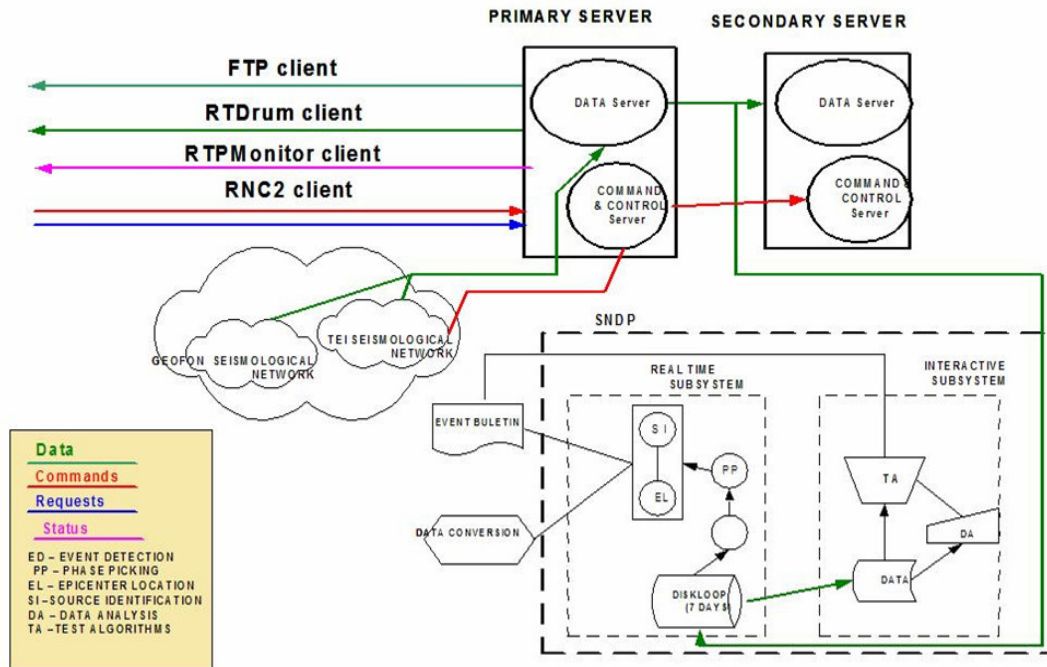 PRIMARY SERVER
SECONDARY SERVER
FTP client
RTDrum client
RTPMonitor client
RNC2 client
DATA Server
COMMAND
& CONTROL
Server
DATA Server
COMMAND &
CONTROL
Server
TEI SEISMOLOGICAL
NETWORK
GEOFON SEISMOLOGICAL
NETWORK
SNDP
REAL TIME
SUBSYSTEM
INTERACTIVE
SUBSYSTEM
EVENT BULETIN
SI
PP
EL
TA
DA
DATA CONVERSION
DISKLOOP
(7 DAYS)
DATA
Data
Commands
Requests
Status
ED – EVENT DETECTION
PP – PHASE PICKING
EL – EPICENTER LOCATION
SI – SOURCE IDENTIFICATION
DA – DATA ANALYSIS
TA – TEST ALGORITHMS